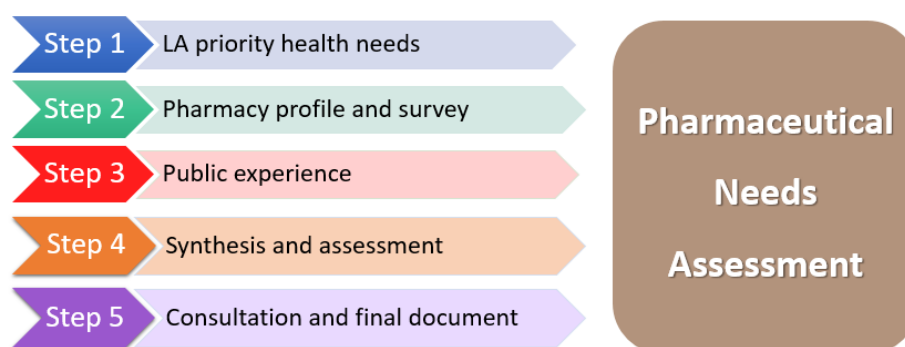 Step 1 LA priority health needs
Step 2 Pharmacy profile and survey
Step 3 Public experience
Step 4 Synthesis and assessment
Step 5 Consultation and final document
Pharmaceutical
Needs
Assessment